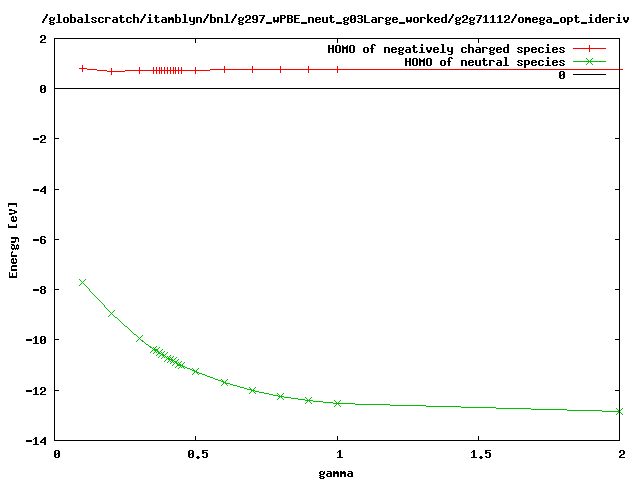 /globalscratch/itamblyn/bnl/g297_wPBE_neut_g03Large_worked/g2g71112/omega_opt_ideriv
HOMO of negatively charged species
HOMO of neutral species
0
2
0
-2
-4
-6
-8
-10
-12
-14
Energy [eV]
0 0.5 1 1.5 2
gamma